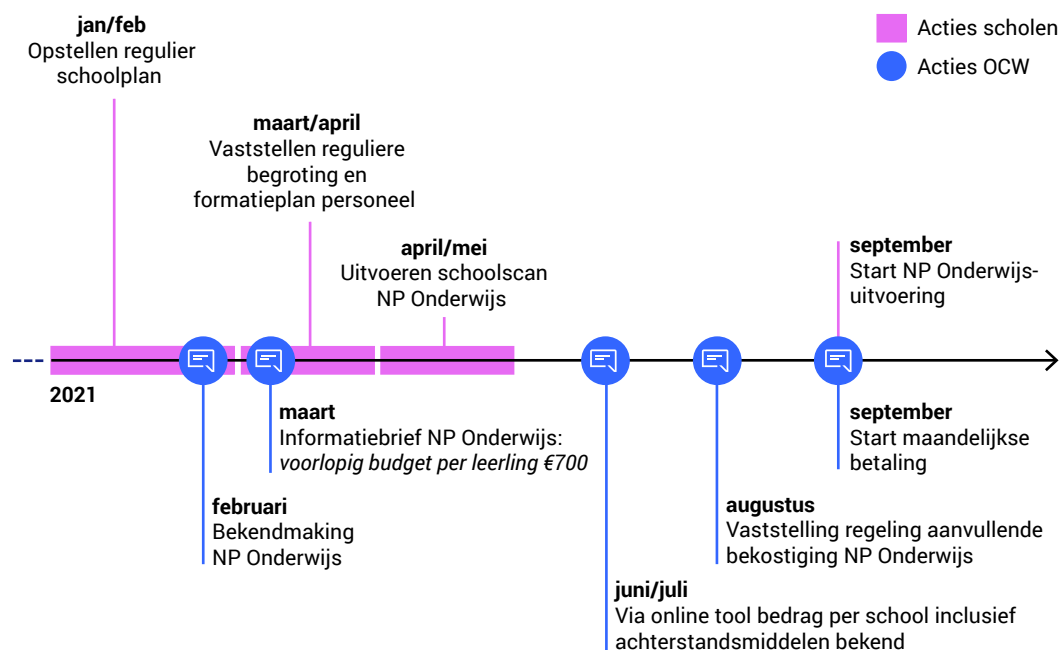 jan/feb
Opstellen regulier
schoolplan
Acties scholen
Acties OCW
maart/april
Vaststellen reguliere
begroting en
formatieplan personeel
april/mei
Uitvoeren schoolscan
NP Onderwijs
september
Start NP Onderwijs-
uitvoering
2021
maart
Informatiebrief NP Onderwijs:
voorlopig budget per leerling €700
september
Start maandelijkse
betaling
februari
Bekendmaking
NP Onderwijs
augustus
Vaststelling regeling aanvullende
bekostiging NP Onderwijs
juni/juli
Via online tool bedrag per school inclusief
achterstandsmiddelen bekend